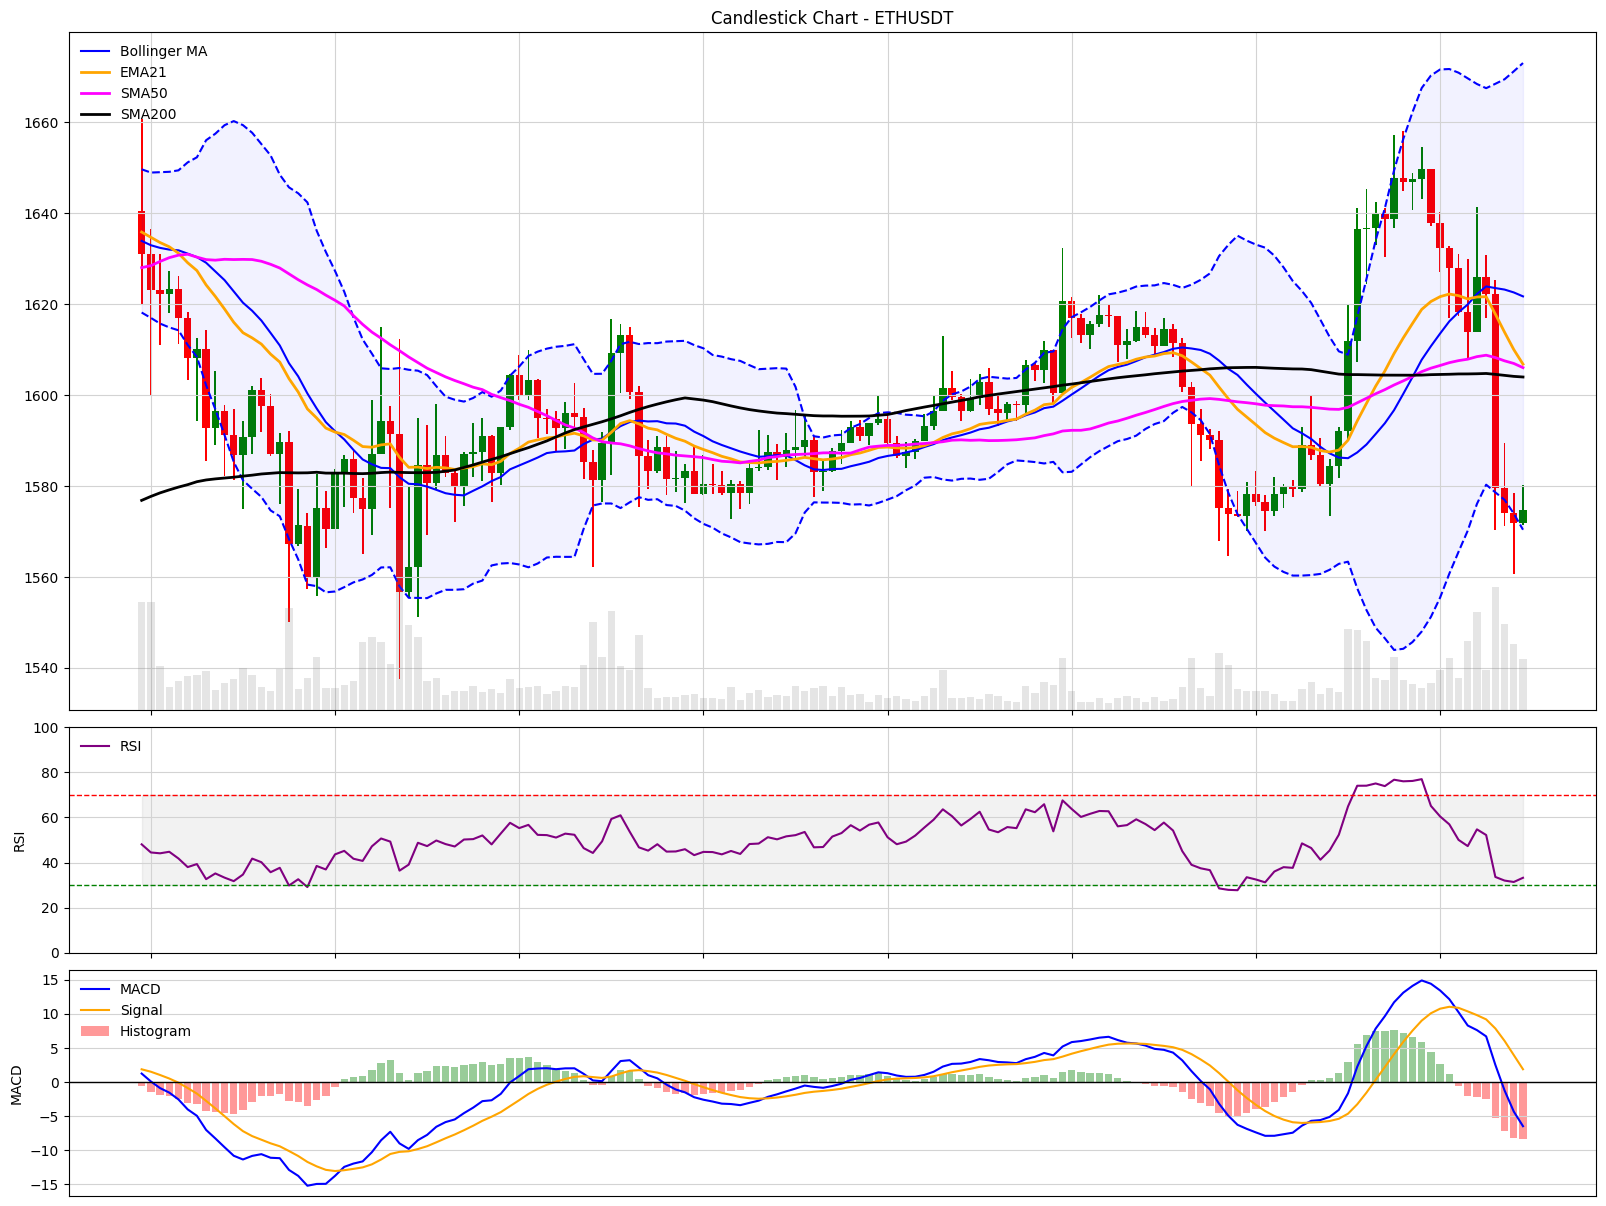 Candlestick Chart - ETHUSDT
Bollinger MA
EMA21
SMA50
SMA200
1660
1640
1620
1600
1580
1560
1540
100
RSI
80
60
40
20
0
RSI
15
MACD
Signal
10
Histogram
5
0
−5
−10
−15
MACD